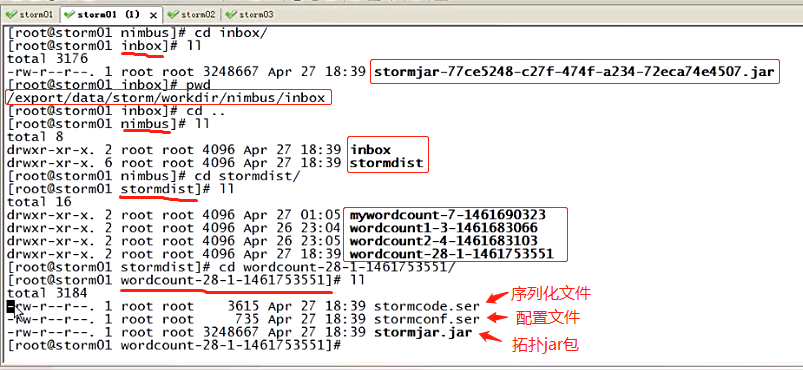 storm01 storm01 (1) × storm02 storm03
[root@storm01 nimbus]# cd inbox/
[root@storm01 inbox]# ll
total 3176
-rw-r--r--. 1 root root 3248667 Apr 27 18:39 stormjar-77ce5248-c27f-474f-a234-72eca74e4507.jar
[root@storm01 inbox]# pwd
/export/data/storm/workdir/nimbus/inbox
[root@storm01 inbox]# cd ..
[root@storm01 nimbus]# ll
total 8
drwxr-xr-x. 2 root root 4096 Apr 27 18:39 inbox
drwxr-xr-x. 6 root root 4096 Apr 27 18:39 stormdist
[root@storm01 nimbus]# cd stormdist/
[root@storm01 stormdist]# ll
total 16
drwxr-xr-x. 2 root root 4096 Apr 27 01:05 mywordcount-7-1461690323
drwxr-xr-x. 2 root root 4096 Apr 26 23:04 wordcount1-3-1461683066
drwxr-xr-x. 2 root root 4096 Apr 26 23:05 wordcount2-4-1461683103
drwxr-xr-x. 2 root root 4096 Apr 27 18:39 wordcount-28-1-1461753551
[root@storm01 stormdist]# cd wordcount-28-1-1461753551/
[root@storm01 wordcount-28-1-1461753551]# ll
total 3184
-rw-r--r--. 1 root root 3615 Apr 27 18:39 stormcode.ser 序列化文件
-rw-r--r--. 1 root root 735 Apr 27 18:39 stormconf.ser 配置文件
-rw-r--r--. 1 root root 3248667 Apr 27 18:39 stormjar.jar 拓扑jar包
[root@storm01 wordcount-28-1-1461753551]#